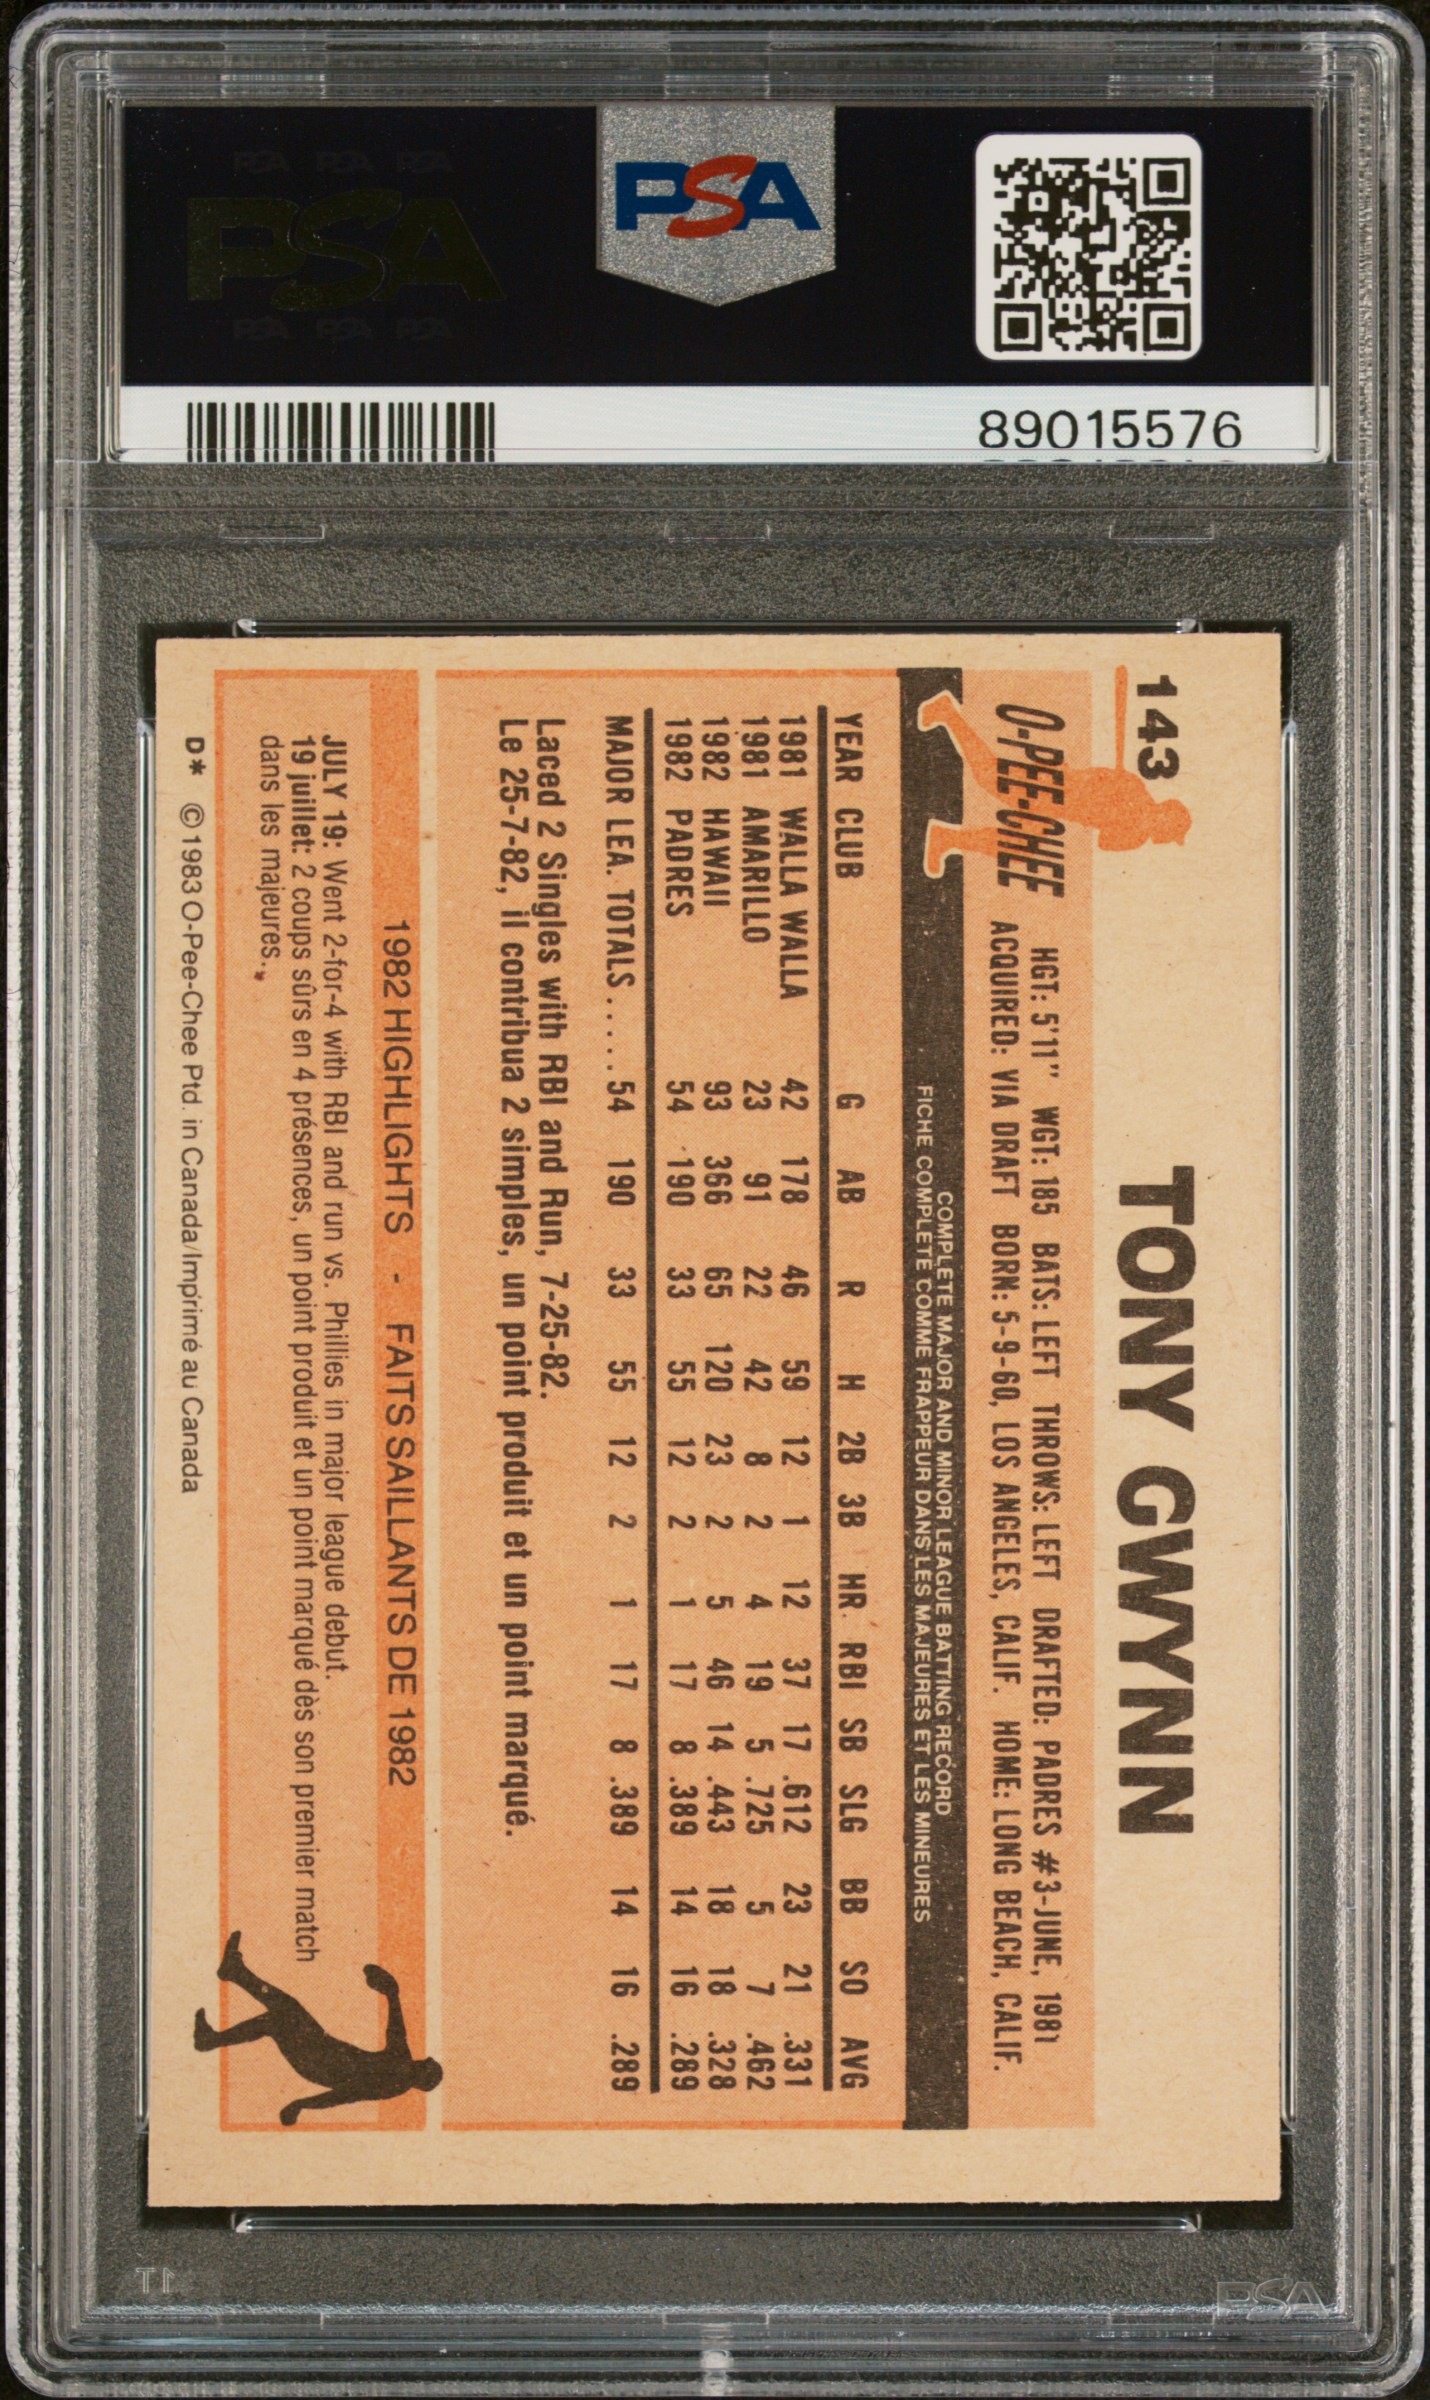 PSA PSA PSA
PSA
PSA PSA PSA
PSA
89015576
143
TONY GWYNN
O-PEE-CHEE
HGT: 5'11" WGT: 185 BATS: LEFT THROWS: LEFT DRAFTED: PADRES #3-JUNE, 1981
ACQUIRED: VIA DRAFT BORN: 5-9-60, LOS ANGELES, CALIF. HOME: LONG BEACH, CALIF.
COMPLETE MAJOR AND MINOR LEAGUE BATTING RECORD
FICHE COMPLÈTE COMME FRAPPEUR DANS LES MAJEURES ET LES MINEURES
YEAR CLUB G AB R H 2B 3B HR RBI SB SLG BB SO AVG
1981 WALLA WALLA 42 178 46 59 12 1 12 37 17 .612 23 21 .331
1981 AMARILLO 23 91 22 42 8 2 4 19 5 .725 5 7 .462
1982 HAWAII 93 366 65 120 23 2 5 46 14 .443 18 18 .328
1982 PADRES 54 190 33 55 12 2 1 17 8 .389 14 16 .289
MAJOR LEA. TOTALS ..... 54 190 33 55 12 2 1 17 8 .389 14 16 .289
Laced 2 Singles with RBI and Run, 7-25-82.
Le 25-7-82, il contribua 2 simples, un point produit et un point marqué.
1982 HIGHLIGHTS - FAITS SAILLANTS DE 1982
JULY 19: Went 2-for-4 with RBI and run vs. Phillies in major league debut.
19 juillet: 2 coups sûrs en 4 présences, un point produit et un point marqué dès son premier match
dans les majeures.
D* © 1983 O-Pee-Chee Ptd. in Canada/Imprimé au Canada
PSA